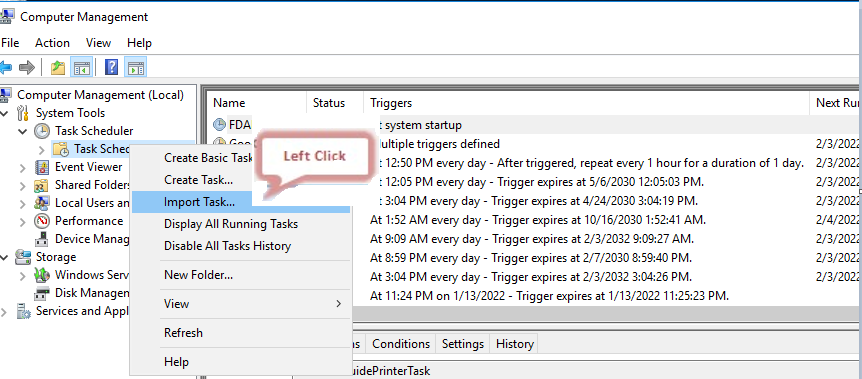 Computer Management
File Action View Help
Computer Management (Local)
System Tools
Task Scheduler
Task Sched
Event Viewer
Shared Folders
Local Users an
Performance
Device Manag
Storage
Windows Serv
Disk Managem
Services and Appl
Create Basic Task
Create Task...
Import Task...
Display All Running Tasks
Disable All Tasks History
New Folder...
View
Refresh
Help
Left Click
Name Status Triggers Next Run
FDA t system startup
Goo ultiple triggers defined 2/3/2022
t 12:50 PM every day - After triggered, repeat every 1 hour for a duration of 1 day. 2/3/2022
t 12:05 PM every day - Trigger expires at 5/6/2030 12:05:03 PM. 2/3/2022
t 3:04 PM every day - Trigger expires at 4/24/2030 3:04:19 PM. 2/3/2022
At 1:52 AM every day - Trigger expires at 10/16/2030 1:52:41 AM. 2/4/2022
At 9:09 AM every day - Trigger expires at 2/3/2032 9:09:27 AM. 2/3/2022
At 8:59 PM every day - Trigger expires at 2/7/2030 8:59:40 PM. 2/3/2022
At 3:04 PM every day - Trigger expires at 2/3/2032 3:04:26 PM. 2/3/2022
At 11:24 PM on 1/13/2022 - Trigger expires at 1/13/2022 11:25:23 PM.
ns Conditions Settings History
uidePrinterTask